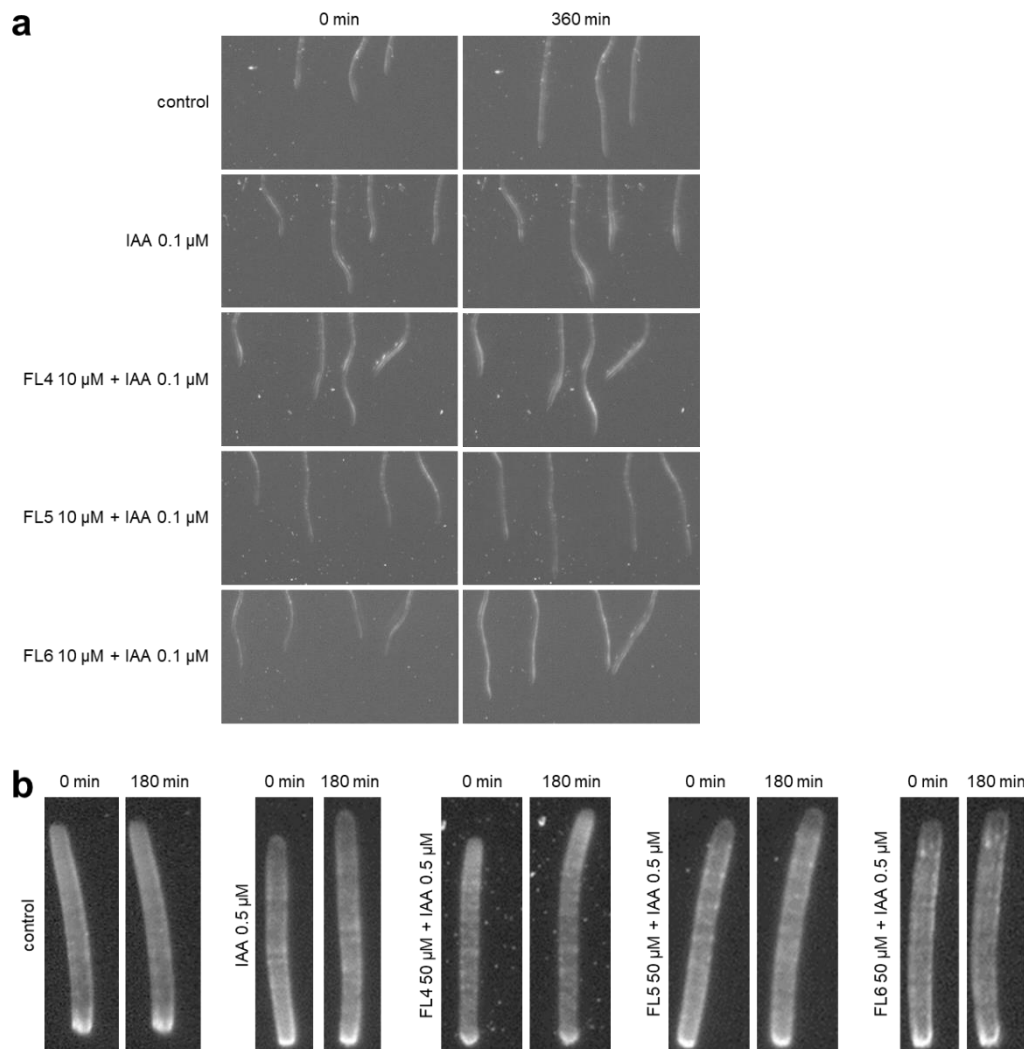 a
0 min 360 min
control
IAA 0.1 µM
FL4 10 µM + IAA 0.1 µM
FL5 10 µM + IAA 0.1 µM
FL6 10 µM + IAA 0.1 µM
b
0 min 180 min 0 min 180 min 0 min 180 min 0 min 180 min 0 min 180 min
control
IAA 0.5 µM
FL4 50 µM + IAA 0.5 µM
FL5 50 µM + IAA 0.5 µM
FL6 50 µM + IAA 0.5 µM